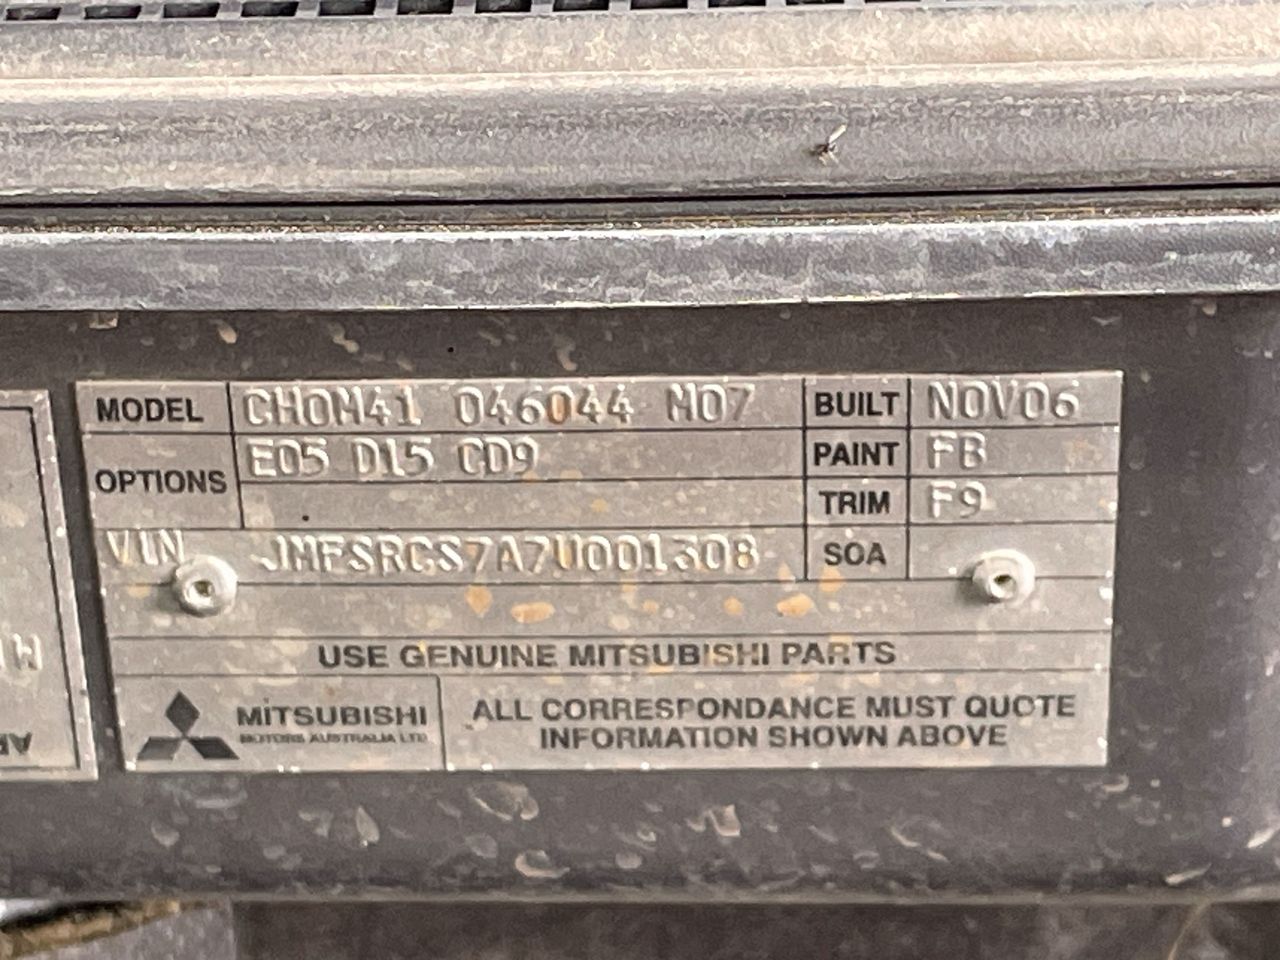 MODEL CH0M41 046044 M07 BUILT NOV06
OPTIONS E05 D15 CD9 PAINT FB
TRIM F9
VIN JMFSRCS7A7U001308 SOA
USE GENUINE MITSUBISHI PARTS
MITSUBISHI
MOTORS AUSTRALIA LTD
ALL CORRESPONDANCE MUST QUOTE
INFORMATION SHOWN ABOVE